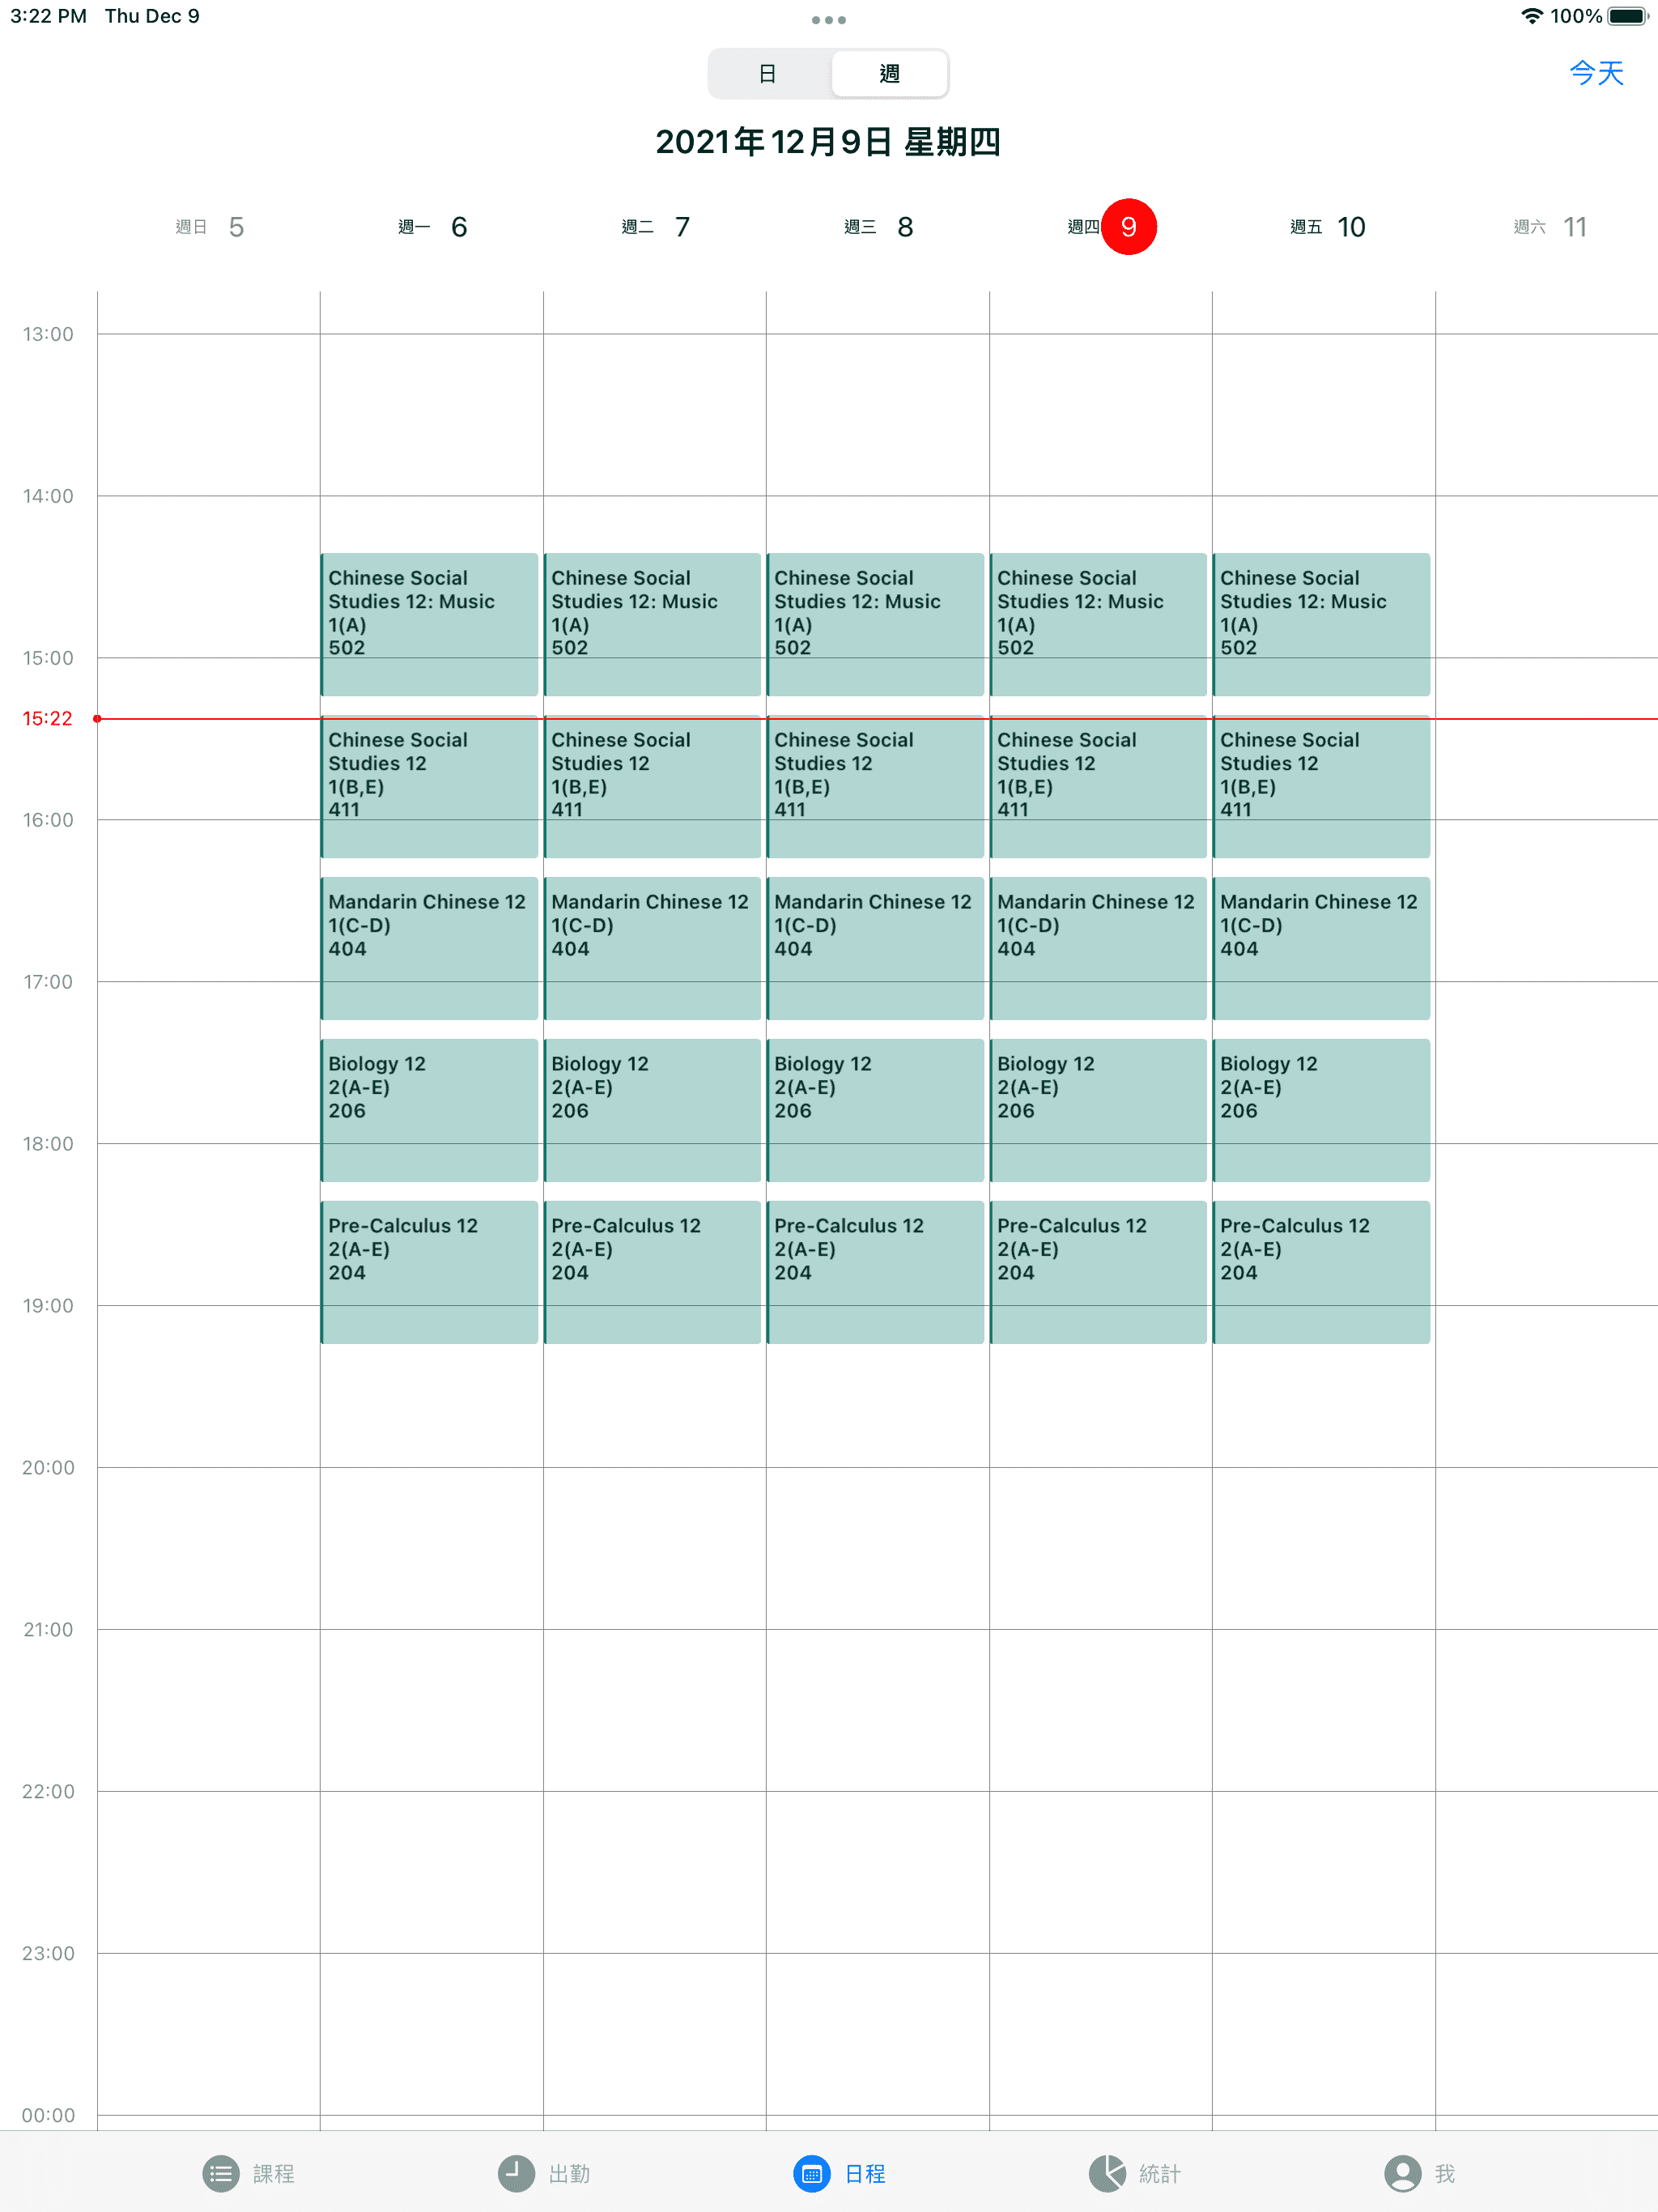 3:22 PM Thu Dec 9
100%
日 週
今天
2021年12月9日 星期四
週日 5 週一 6 週二 7 週三 8 週四 9 週五 10 週六 11
13:00
14:00
Chinese Social Chinese Social Chinese Social Chinese Social Chinese Social
Studies 12: Music Studies 12: Music Studies 12: Music Studies 12: Music Studies 12: Music
1(A) 1(A) 1(A) 1(A) 1(A)
502 502 502 502 502
15:00
15:22
Chinese Social Chinese Social Chinese Social Chinese Social Chinese Social
Studies 12 Studies 12 Studies 12 Studies 12 Studies 12
1(B,E) 1(B,E) 1(B,E) 1(B,E) 1(B,E)
411 411 411 411 411
16:00
Mandarin Chinese 12 Mandarin Chinese 12 Mandarin Chinese 12 Mandarin Chinese 12 Mandarin Chinese 12
1(C-D) 1(C-D) 1(C-D) 1(C-D) 1(C-D)
404 404 404 404 404
17:00
Biology 12 Biology 12 Biology 12 Biology 12 Biology 12
2(A-E) 2(A-E) 2(A-E) 2(A-E) 2(A-E)
206 206 206 206 206
18:00
Pre-Calculus 12 Pre-Calculus 12 Pre-Calculus 12 Pre-Calculus 12 Pre-Calculus 12
2(A-E) 2(A-E) 2(A-E) 2(A-E) 2(A-E)
204 204 204 204 204
19:00
20:00
21:00
22:00
23:00
00:00
課程 出勤 日程 統計 我